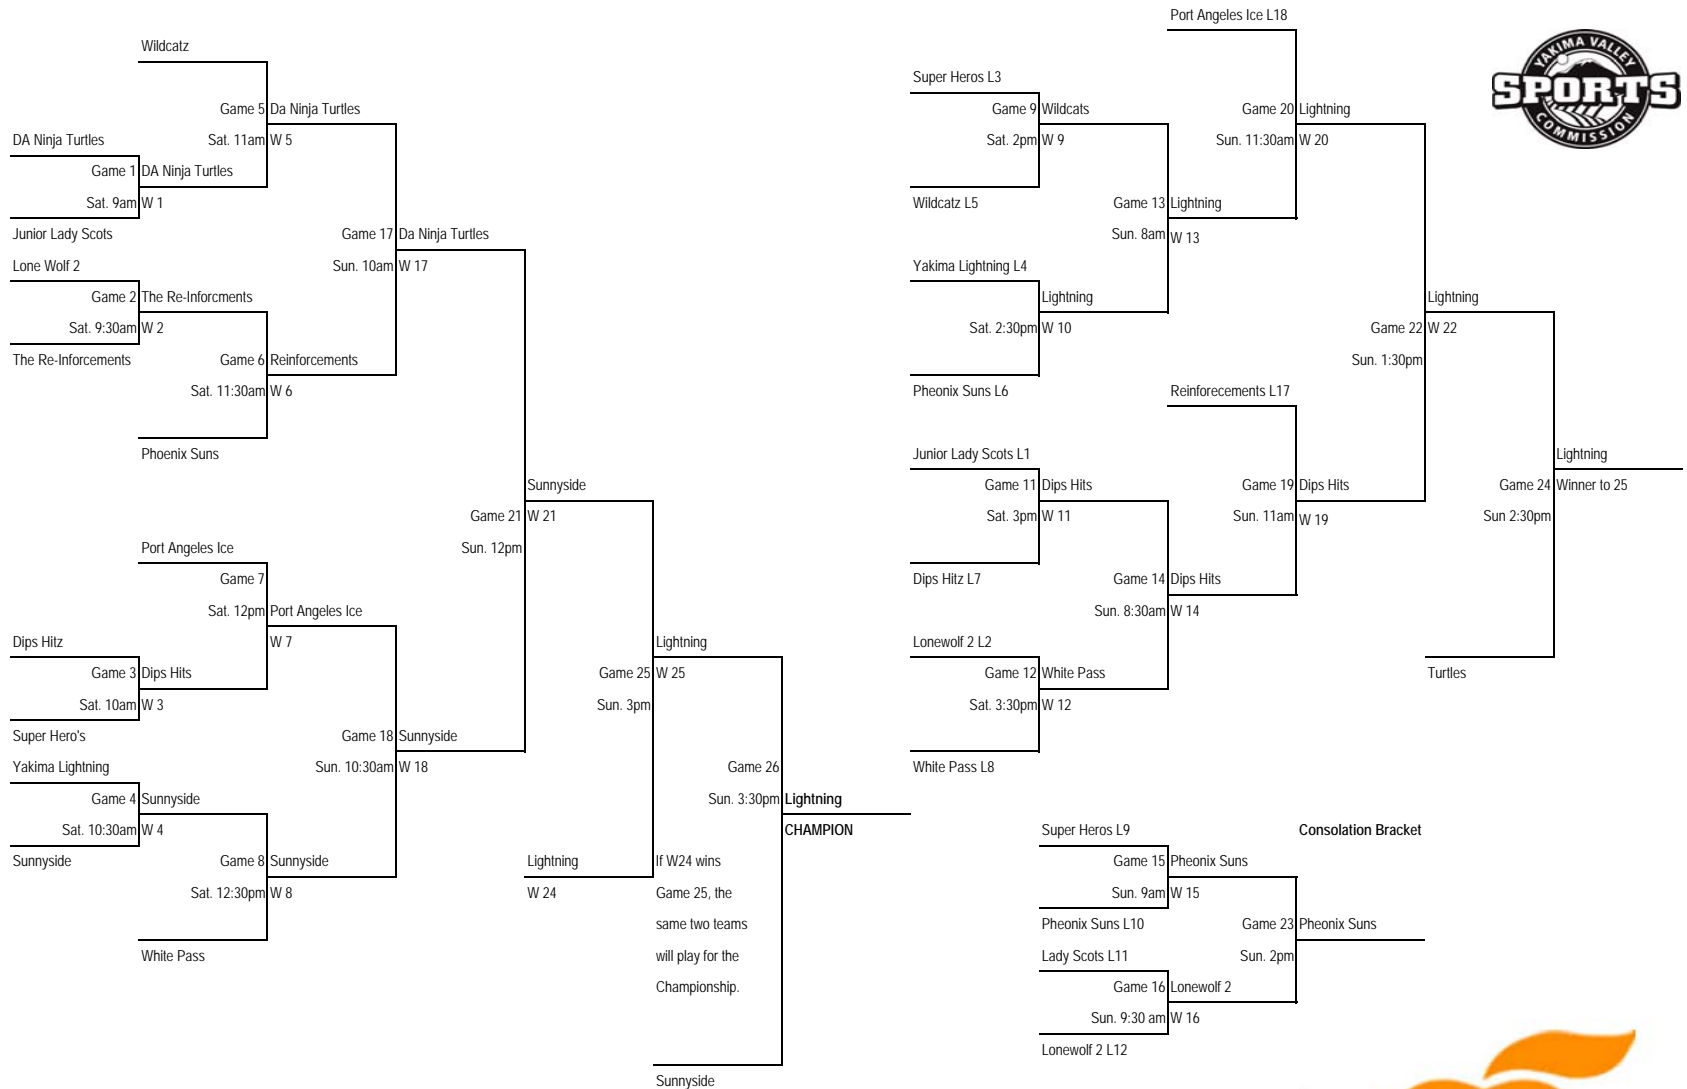 Wildcatz
Game 5 Da Ninja Turtles
DA Ninja Turtles
Sat. 11am W 5
Game 1 DA Ninja Turtles
Sat. 9am W 1
Junior Lady Scots
Game 17 Da Ninja Turtles
Lone Wolf 2
Sun. 10am W 17
Game 2 The Re-Inforcments
Sat. 9:30am W 2
The Re-Inforcements
Game 6 Reinforcements
Sat. 11:30am W 6
Phoenix Suns
Sunnyside
Game 21 W 21
Sun. 12pm
Port Angeles Ice
Game 7
Sat. 12pm Port Angeles Ice
Dips Hitz
W 7
Game 3 Dips Hits
Sat. 10am W 3
Super Hero's
Game 18 Sunnyside
Yakima Lightning
Sun. 10:30am W 18
Game 4 Sunnyside
Sat. 10:30am W 4
Sunnyside
Game 8 Sunnyside
Sat. 12:30pm W 8
White Pass
Lightning
Game 25 W 25
Sun. 3pm
Game 26
Sun. 3:30pm Lightning
CHAMPION
Lightning
W 24
If W24 wins
Game 25, the
same two teams
will play for the
Championship.
Sunnyside
Port Angeles Ice L18
Super Heros L3
Game 9 Wildcats
Sat. 2pm W 9
Wildcatz L5
Game 20 Lightning
Sun. 11:30am W 20
Game 13 Lightning
Sun. 8am W 13
Yakima Lightning L4
Lightning
Sat. 2:30pm W 10
Pheonix Suns L6
Lightning
Game 22 W 22
Sun. 1:30pm
Reinforecements L17
Junior Lady Scots L1
Game 11 Dips Hits
Sat. 3pm W 11
Dips Hitz L7
Game 19 Dips Hits
Sun. 11am W 19
Lightning
Game 24 Winner to 25
Sun 2:30pm
Game 14 Dips Hits
Sun. 8:30am W 14
Lonewolf 2 L2
Game 12 White Pass
Sat. 3:30pm W 12
White Pass L8
Turtles
Super Heros L9
Consolation Bracket
Game 15 Pheonix Suns
Sun. 9am W 15
Pheonix Suns L10
Game 23 Pheonix Suns
Lady Scots L11
Sun. 2pm
Game 16 Lonewolf 2
Sun. 9:30 am W 16
Lonewolf 2 L12
YAKIMA VALLEY
SPORTS
COMMISSION